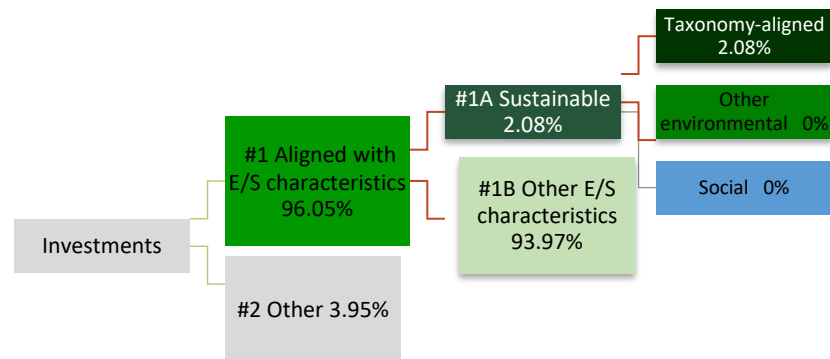 Taxonomy-aligned
2.08%
#1A Sustainable
2.08%
Other
environmental 0%
#1 Aligned with
E/S characteristics
96.05%
#1B Other E/S
characteristics
93.97%
Social 0%
Investments
#2 Other 3.95%